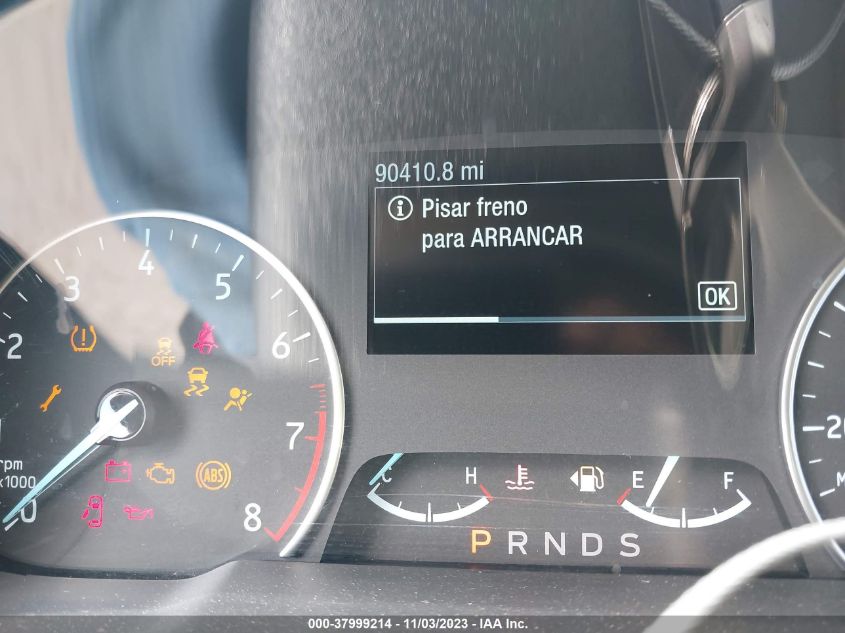 90410.8 mi
i Pisar freno
para ARRANCAR
OK
2 3 4 5 6 7 8
0
rpm
x1000
OFF
ABS
C H E F
P R N D S
20
000-37999214 - 11/03/2023 - IAA Inc.